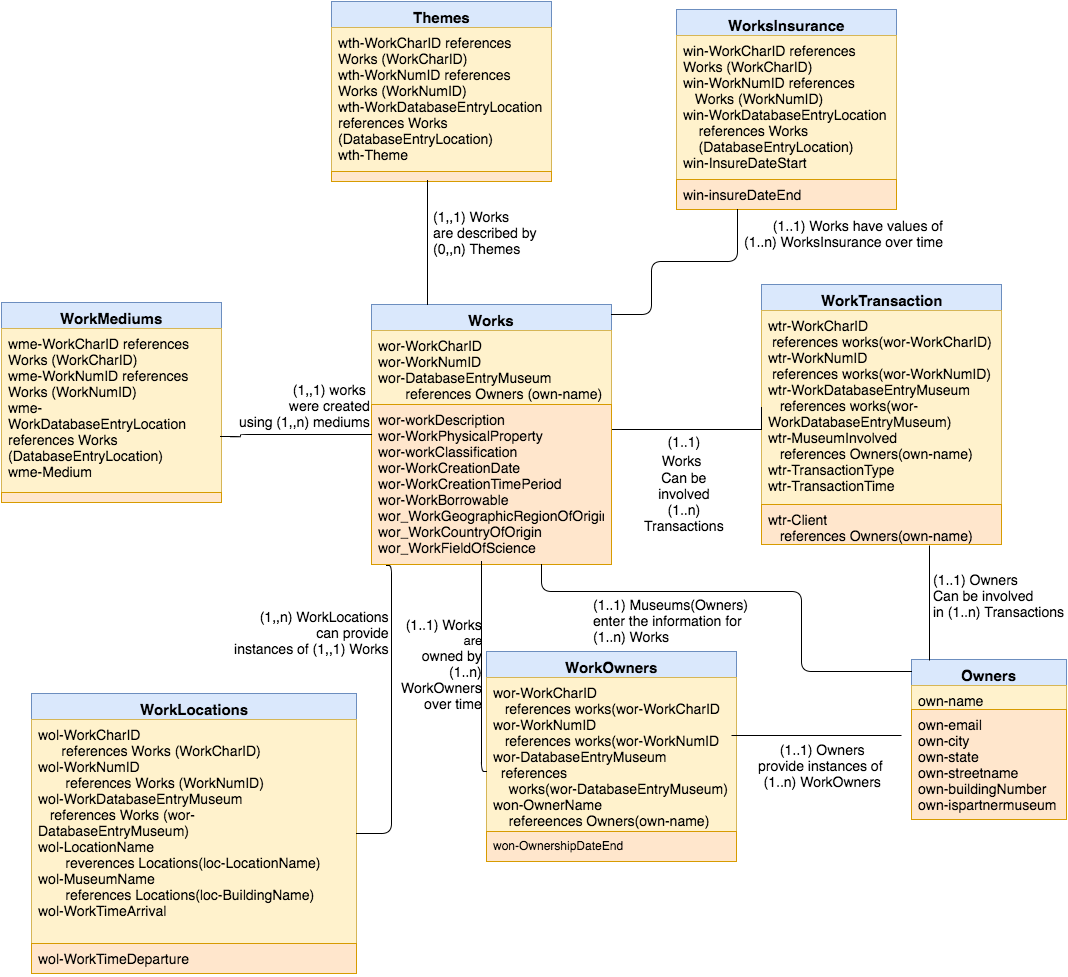 Themes
wth-WorkCharID references
Works (WorkCharID)
wth-WorkNumID references
Works (WorkNumID)
wth-WorkDatabaseEntryLocation
references Works
(DatabaseEntryLocation)
wth-Theme
WorksInsurance
win-WorkCharID references
Works (WorkCharID)
win-WorkNumID references
Works (WorkNumID)
win-WorkDatabaseEntryLocation
references Works
(DatabaseEntryLocation)
win-InsureDateStart
win-insureDateEnd
(1,,1) Works
are described by
(0,,n) Themes
(1..1) Works have values of
(1..n) WorksInsurance over time
WorkMediums
wme-WorkCharID references
Works (WorkCharID)
wme-WorkNumID references
Works (WorkNumID)
wme-
WorkDatabaseEntryLocation
references Works
(DatabaseEntryLocation)
wme-Medium
(1,,1) works
were created
using (1,,n) mediums
Works
wor-WorkCharID
wor-WorkNumID
wor-DatabaseEntryMuseum
references Owners (own-name)
wor-workDescription
wor-WorkPhysicalProperty
wor-workClassification
wor-WorkCreationDate
wor-WorkCreationTimePeriod
wor-WorkBorrowable
wor_WorkGeographicRegionOfOrigin
wor_WorkCountryOfOrigin
wor_WorkFieldOfScience
(1..1)
Works
Can be
involved
(1..n)
Transactions
WorkTransaction
wtr-WorkCharID
references works(wor-WorkCharID)
wtr-WorkNumID
references works(wor-WorkNumID)
wtr-WorkDatabaseEntryMuseum
references works(wor-
WorkDatabaseEntryMuseum)
wtr-MuseumInvolved
references Owners(own-name)
wtr-TransactionType
wtr-TransactionTime
wtr-Client
references Owners(own-name)
(1..1) Owners
Can be involved
in (1..n) Transactions
(1,,n) WorkLocations
can provide
instances of (1,,1) Works
(1..1) Works
are
owned by
(1..n)
WorkOwners
over time
(1..1) Museums(Owners)
enter the information for
(1..n) Works
WorkOwners
wor-WorkCharID
references works(wor-WorkCharID
wor-WorkNumID
references works(wor-WorkNumID
wor-DatabaseEntryMuseum
references
works(wor-DatabaseEntryMuseum)
won-OwnerName
refereences Owners(own-name)
won-OwnershipDateEnd
(1..1) Owners
provide instances of
(1..n) WorkOwners
Owners
own-name
own-email
own-city
own-state
own-streetname
own-buildingNumber
own-ispartnermuseum
WorkLocations
wol-WorkCharID
references Works (WorkCharID)
wol-WorkNumID
references Works (WorkNumID)
wol-WorkDatabaseEntryMuseum
references Works (wor-
DatabaseEntryMuseum)
wol-LocationName
reverences Locations(loc-LocationName)
wol-MuseumName
references Locations(loc-BuildingName)
wol-WorkTimeArrival
wol-WorkTimeDeparture